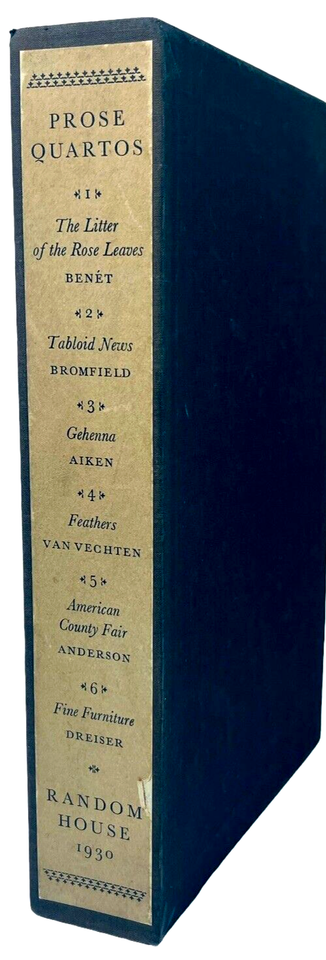 PROSE
QUARTOS
1
The Litter
of the Rose Leaves
BENÉT
2
Tabloid News
BROMFIELD
3
Gehenna
AIKEN
4
Feathers
VAN VECHTEN
5
American
County Fair
ANDERSON
6
Fine Furniture
DREISER
RANDOM
HOUSE
1930